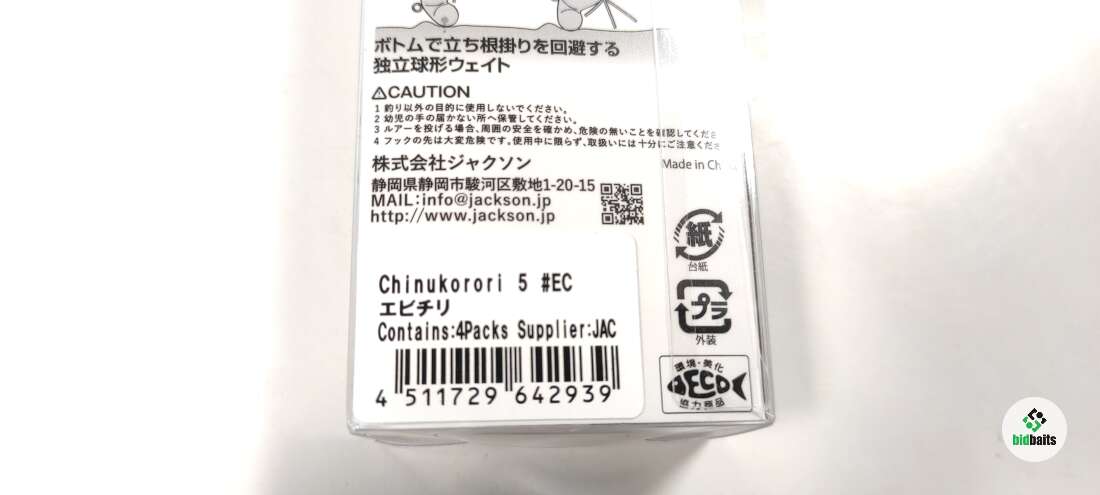 ボトムで立ち根掛りを回避する
独立球形ウェイト
⚠CAUTION
1 釣り以外の目的に使用しないでください。
2 幼児の手の届かない所へ保管してください。
3 ルアーを投げる場合、周囲の安全を確かめ、危険の無いことを確認してくださ
4 フックの先は大変危険です。使用中に限らず、取扱いには十分にご注意くださ
株式会社ジャクソン
Made in Ch
静岡県静岡市駿河区敷地1-20-15
MAIL:info@jackson.jp
http://www.jackson.jp
紙
台紙
Chinukorori 5 #EC
エビチリ
Contains:4Packs Supplier:JAC
4 511729 642939
プラ
外装
環境・美化
ECO
協力商品
bidbaits